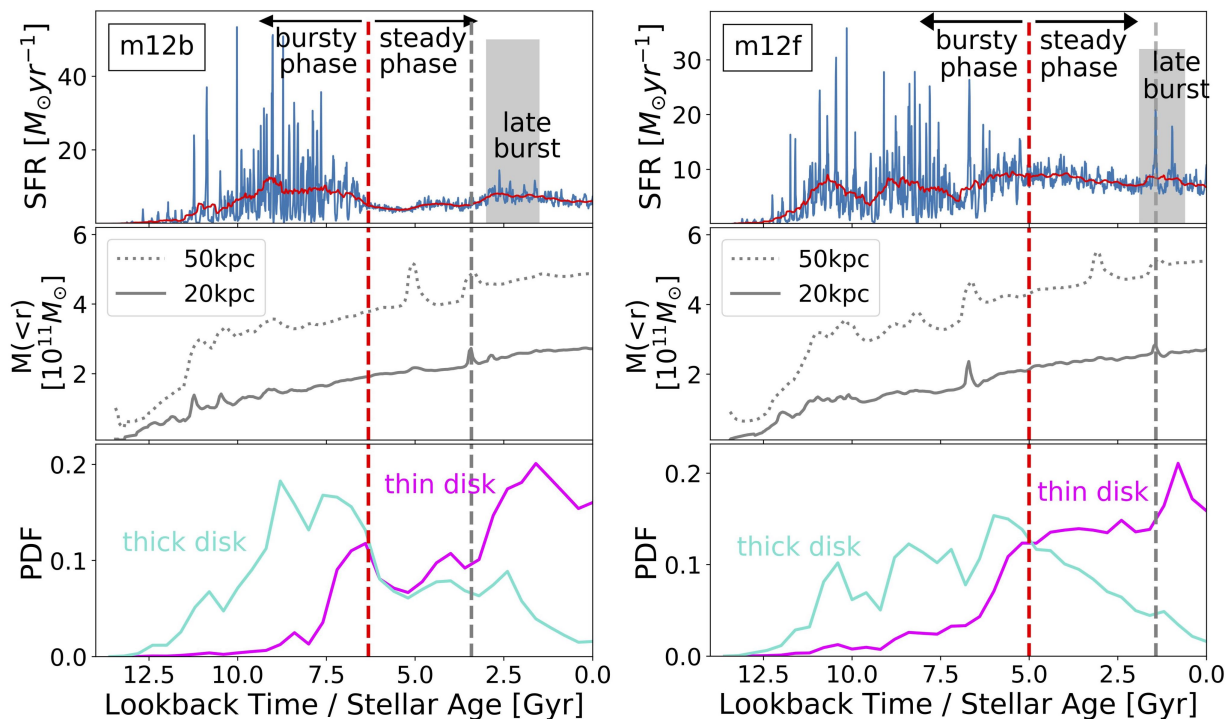 m12b
bursty phase
steady phase
late burst
SFR [M⊙yr⁻¹]
40
20
50kpc
20kpc
M(<r) [10¹¹M⊙]
6
4
2
thick disk
thin disk
PDF
0.2
0.1
0.0
12.5 10.0 7.5 5.0 2.5 0.0
Lookback Time / Stellar Age [Gyr]
m12f
bursty phase
steady phase
late burst
SFR [M⊙yr⁻¹]
30
20
10
50kpc
20kpc
M(<r) [10¹¹M⊙]
6
4
2
thick disk
thin disk
PDF
0.2
0.1
0.0
12.5 10.0 7.5 5.0 2.5 0.0
Lookback Time / Stellar Age [Gyr]